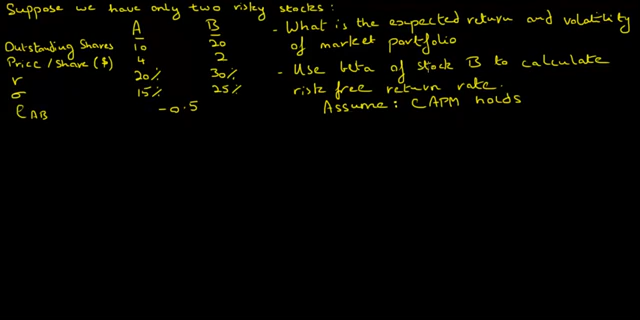 Suppose we have only two risky stocks :
A B
Outstanding Shares 10 20
Price / Share ($) 4 2
r 20% 30%
σ 15% 25%
ρAB -0.5
- What is the expected return and volatility
of market portfolio
- Use beta of stock B to calculate
risk free return rate.
Assume : CAPM holds